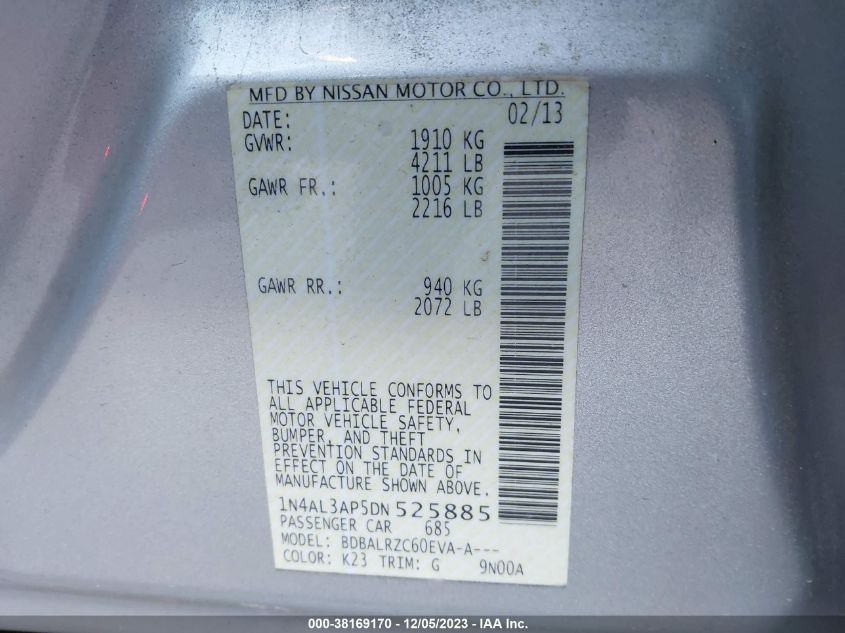 MFD BY NISSAN MOTOR CO., LTD.
DATE: 02/13
GVWR: 1910 KG
4211 LB
GAWR FR.: 1005 KG
2216 LB
GAWR RR.: 940 KG
2072 LB
THIS VEHICLE CONFORMS TO
ALL APPLICABLE FEDERAL
MOTOR VEHICLE SAFETY,
BUMPER, AND THEFT
PREVENTION STANDARDS IN
EFFECT ON THE DATE OF
MANUFACTURE SHOWN ABOVE.
1N4AL3AP5DN 525885
PASSENGER CAR 685
MODEL: BDBALRZC60EVA-A---
COLOR: K23 TRIM: G 9N00A
000-38169170 - 12/05/2023 - IAA Inc.